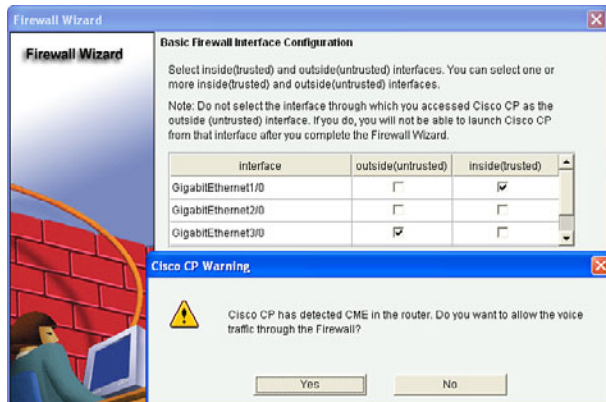 Firewall Wizard
Firewall Wizard
Basic Firewall Interface Configuration
Select inside(trusted) and outside(untrusted) interfaces. You can select one or
more inside(trusted) and outside(untrusted) interfaces.
Note: Do not select the interface through which you accessed Cisco CP as the
outside (untrusted) interface. If you do, you will not be able to launch Cisco CP
from that interface after you complete the Firewall Wizard.
interface outside(untrusted) inside(trusted)
GigabitEthernet1/0
GigabitEthernet2/0
GigabitEthernet3/0
Cisco CP Warning
Cisco CP has detected CME in the router. Do you want to allow the voice
traffic through the Firewall?
Yes No